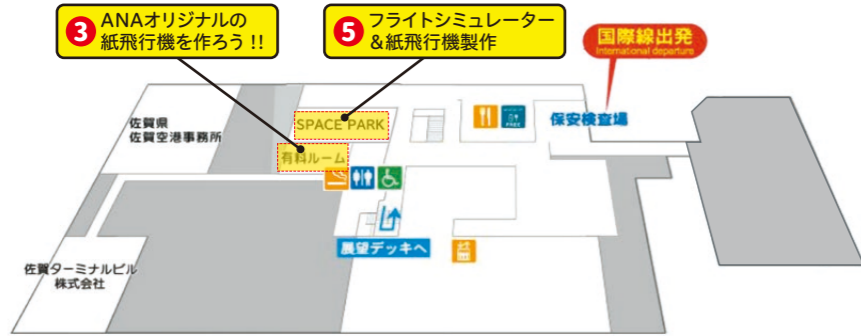 3 ANAオリジナルの
紙飛行機を作ろう!!
5 フライトシミュレーター
&紙飛行機製作
国際線出発
International departure
佐賀県
佐賀空港事務所
SPACE PARK
保安検査場
有料ルーム
展望デッキへ
佐賀ターミナルビル
株式会社